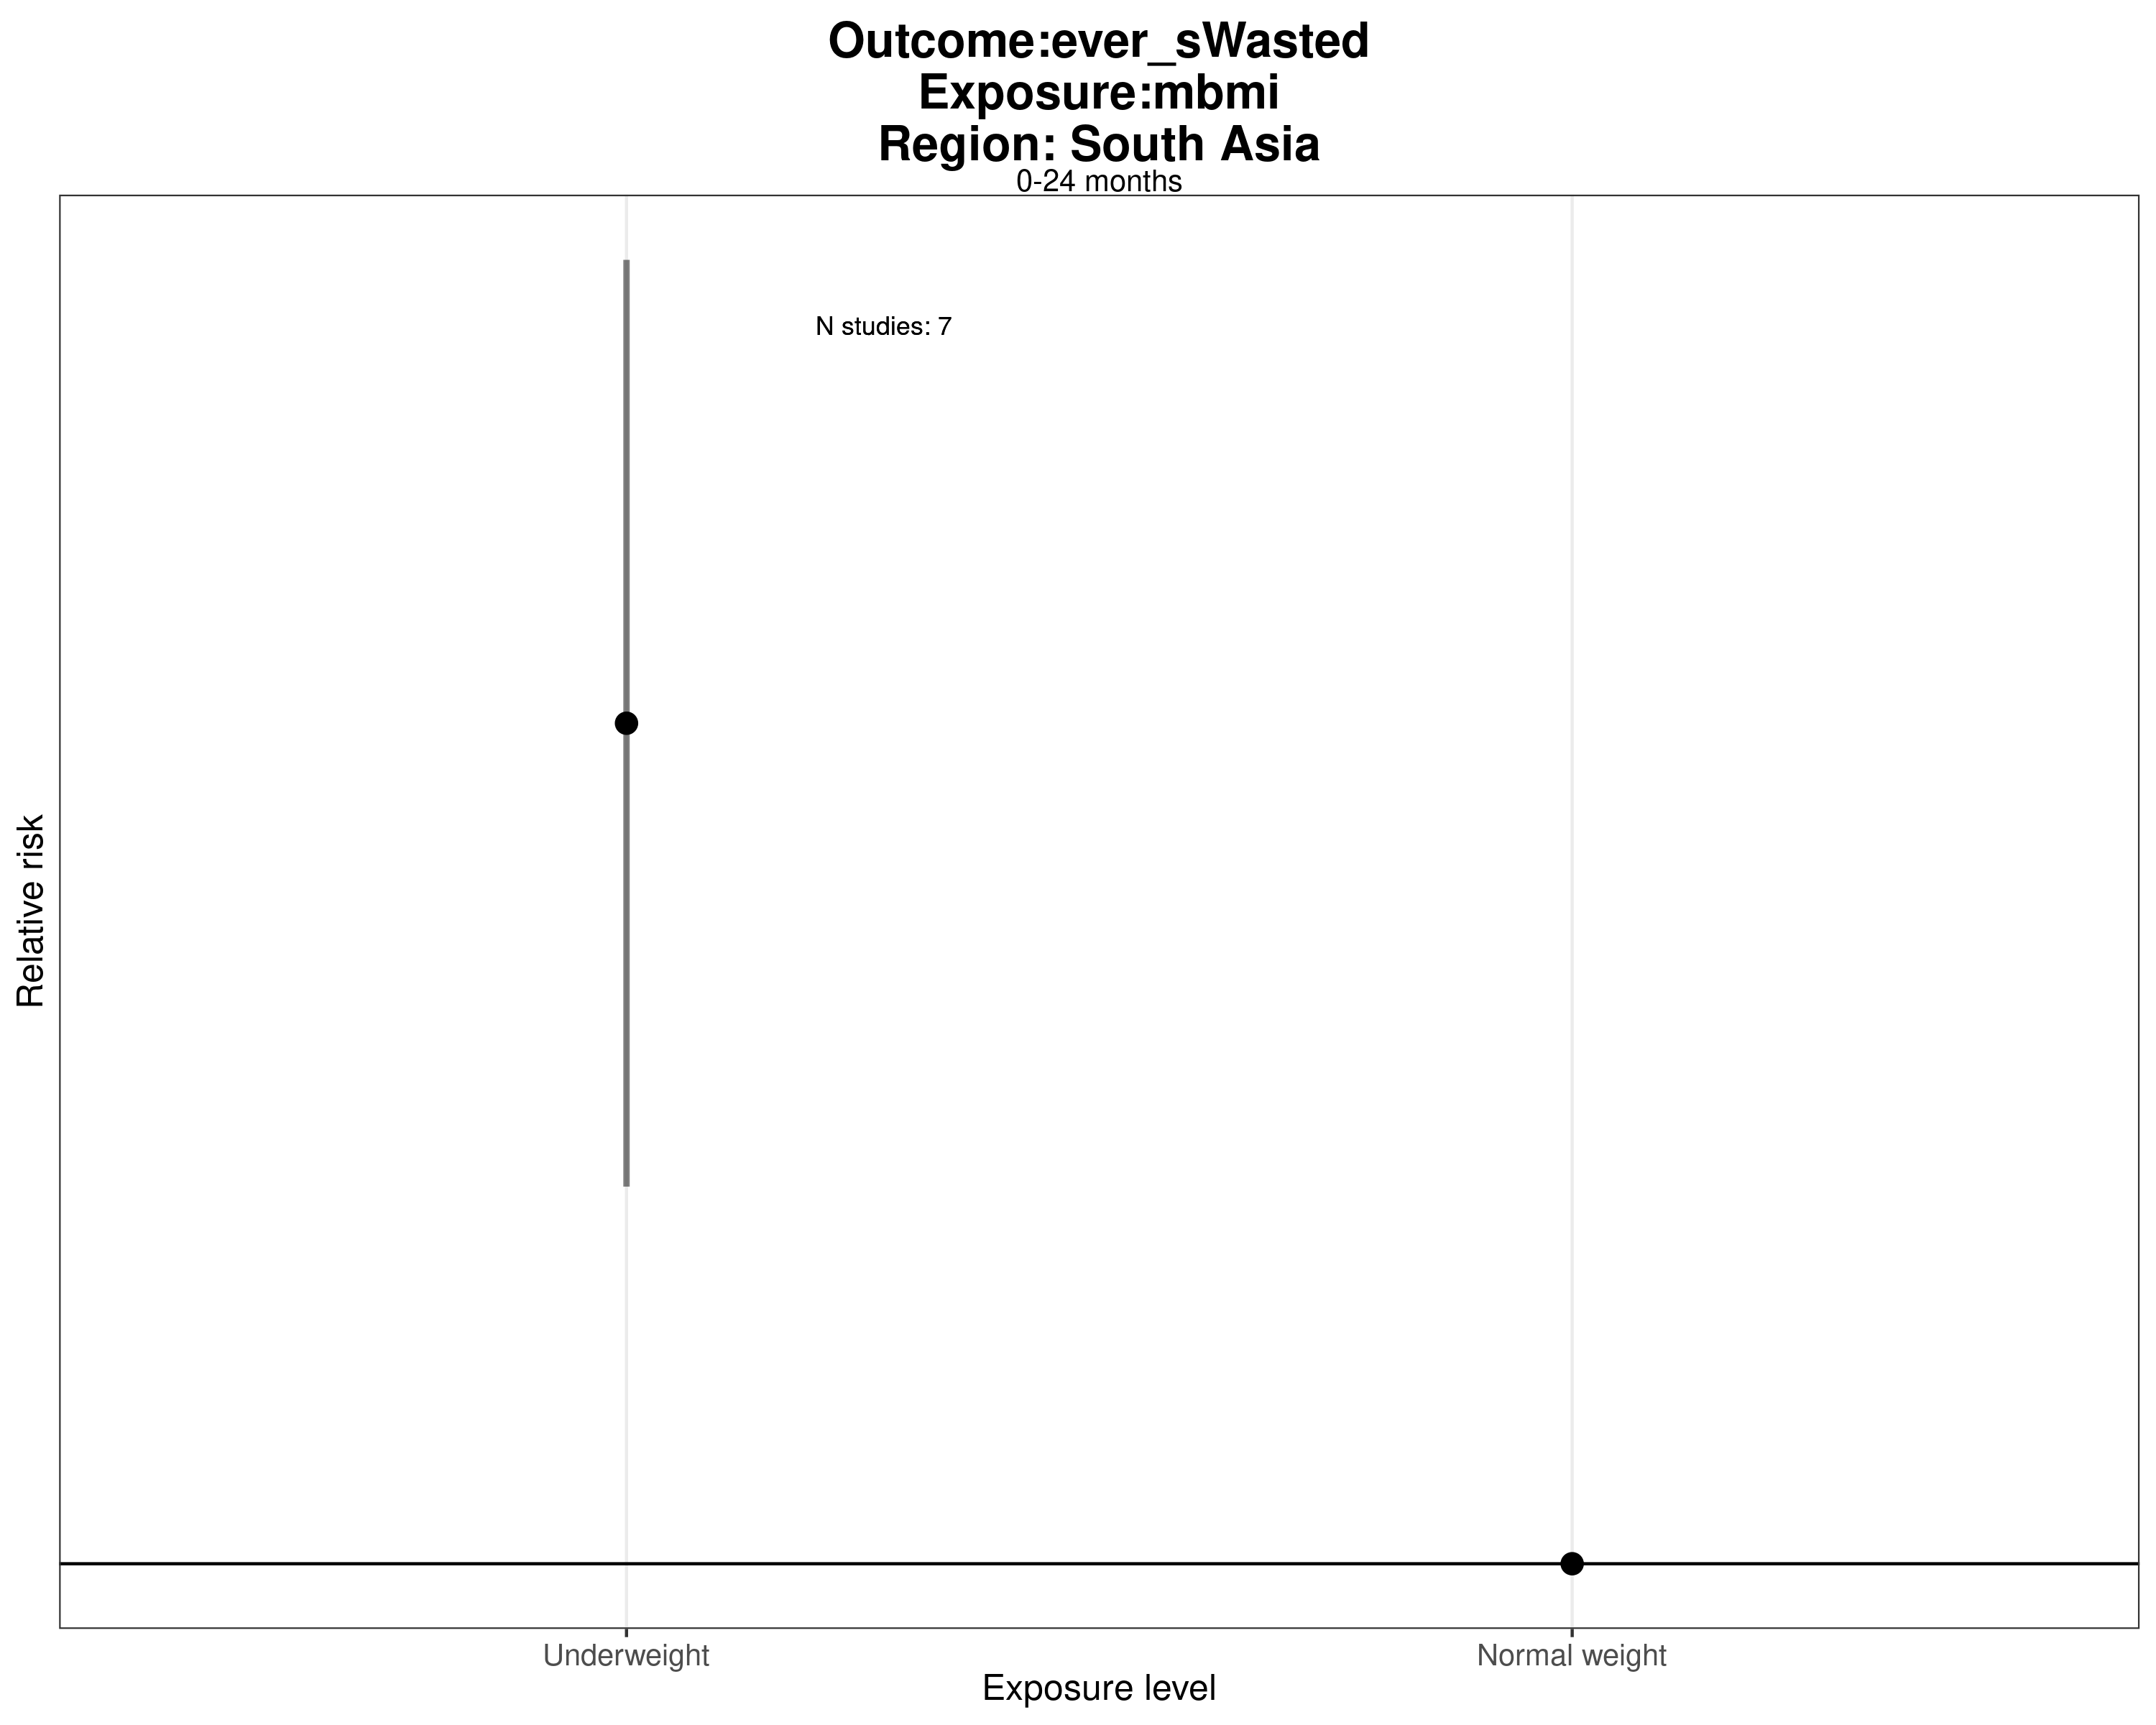 Outcome:ever_sWasted
Exposure:mbmi
Region: South Asia
0-24 months
N studies: 7
Relative risk
Underweight
Normal weight
Exposure level